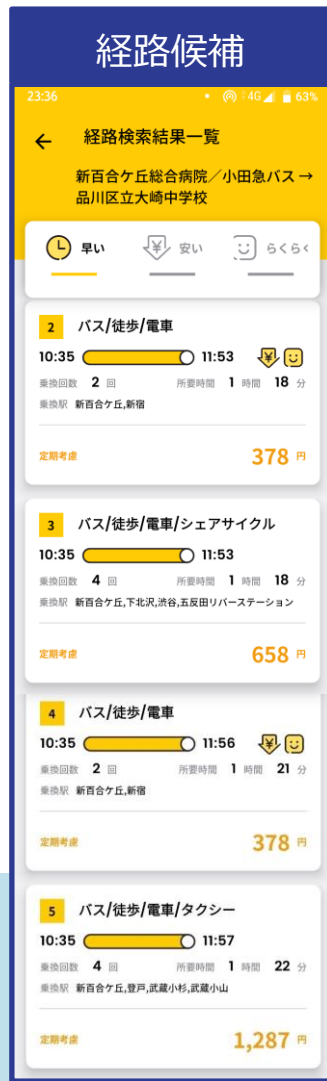 経路候補
23:36 4G 63%
← 経路検索結果一覧
新百合ケ丘総合病院／小田急バス →
品川区立大崎中学校
早い 安い らくらく
2 バス/徒歩/電車
10:35 11:53
乗換回数 2 回 所要時間 1 時間 18 分
乗換駅 新百合ケ丘,新宿
定期考慮 378 円
3 バス/徒歩/電車/シェアサイクル
10:35 11:53
乗換回数 4 回 所要時間 1 時間 18 分
乗換駅 新百合ケ丘,下北沢,渋谷,五反田リバーステーション
定期考慮 658 円
4 バス/徒歩/電車
10:35 11:56
乗換回数 2 回 所要時間 1 時間 21 分
乗換駅 新百合ケ丘,新宿
定期考慮 378 円
5 バス/徒歩/電車/タクシー
10:35 11:57
乗換回数 4 回 所要時間 1 時間 22 分
乗換駅 新百合ケ丘,登戸,武蔵小杉,武蔵小山
定期考慮 1,287 円